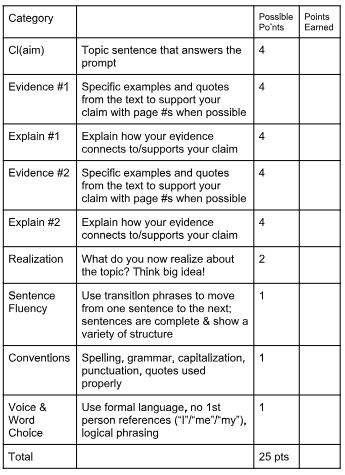 Category Possible Points
Points Earned
Cl(aim) Topic sentence that answers the 4
prompt
Evidence #1 Specific examples and quotes 4
from the text to support your
claim with page #s when possible
Explain #1 Explain how your evidence 4
connects to/supports your claim
Evidence #2 Specific examples and quotes 4
from the text to support your
claim with page #s when possible
Explain #2 Explain how your evidence 4
connects to/supports your claim
Realization What do you now realize about 2
the topic? Think big idea!
Sentence Use transition phrases to move 1
Fluency from one sentence to the next;
sentences are complete & show a
variety of structure
Conventions Spelling, grammar, capitalization, 1
punctuation, quotes used
properly
Voice & Use formal language, no 1st 1
Word person references ("I"/"me"/"my"),
Choice logical phrasing
Total 25 pts